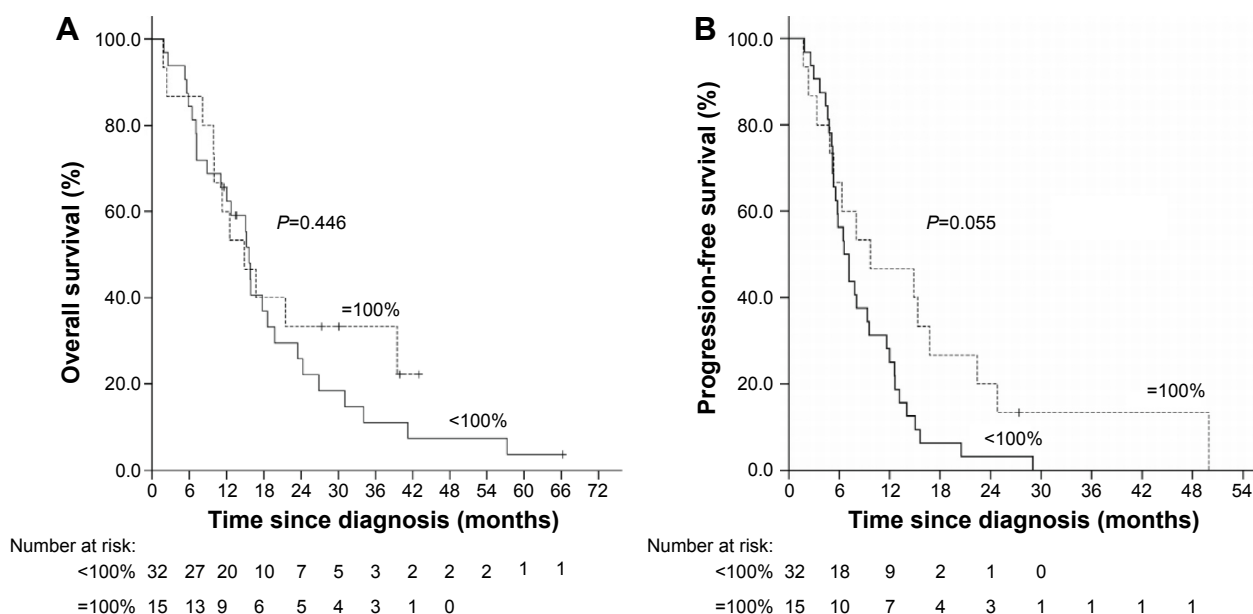 A
Overall survival (%)
100.0
80.0
60.0
40.0
20.0
0.0
P=0.446
=100%
<100%
0 6 12 18 24 30 36 42 48 54 60 66 72
Time since diagnosis (months)
Number at risk:
<100% 32 27 20 10 7 5 3 2 2 2 1 1
=100% 15 13 9 6 5 4 3 1 0
B
Progression-free survival (%)
100.0
80.0
60.0
40.0
20.0
0.0
P=0.055
=100%
<100%
0 6 12 18 24 30 36 42 48 54
Time since diagnosis (months)
Number at risk:
<100% 32 18 9 2 1 0
=100% 15 10 7 4 3 1 1 1 1